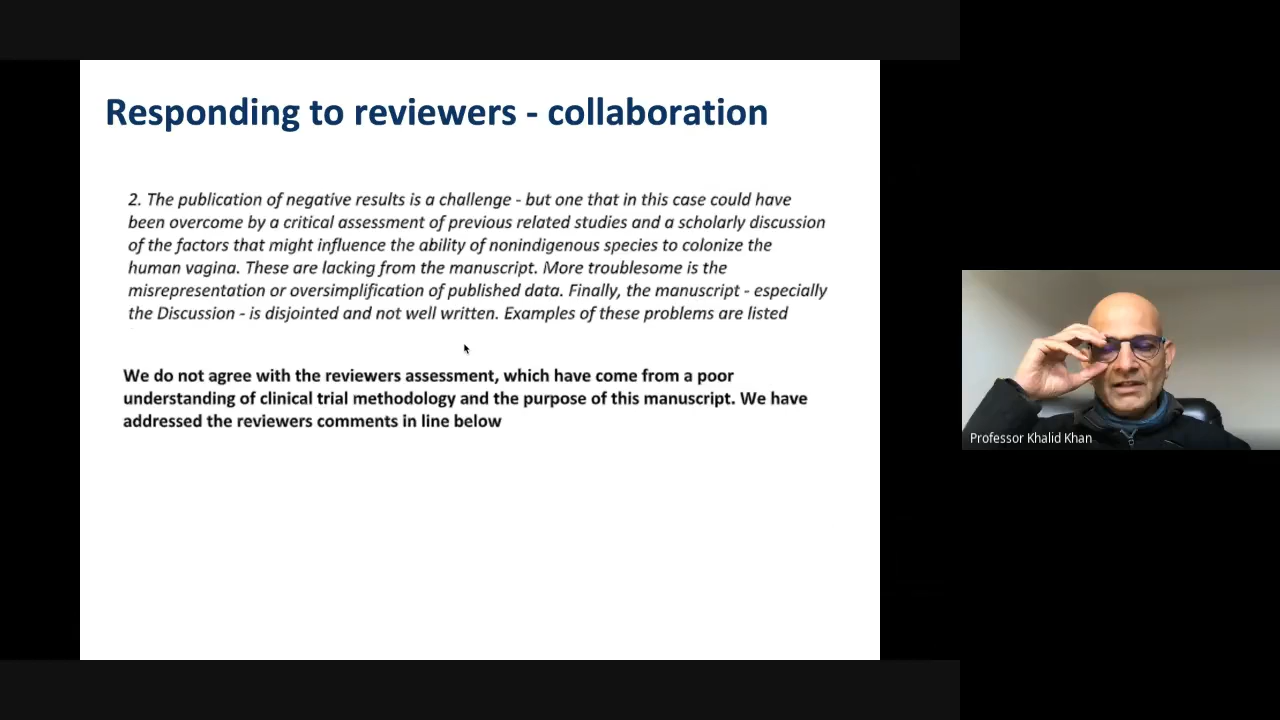 Responding to reviewers - collaboration
2. The publication of negative results is a challenge - but one that in this case could have
been overcome by a critical assessment of previous related studies and a scholarly discussion
of the factors that might influence the ability of nonindigenous species to colonize the
human vagina. These are lacking from the manuscript. More troublesome is the
misrepresentation or oversimplification of published data. Finally, the manuscript - especially
the Discussion - is disjointed and not well written. Examples of these problems are listed
We do not agree with the reviewers assessment, which have come from a poor
understanding of clinical trial methodology and the purpose of this manuscript. We have
addressed the reviewers comments in line below
Professor Khalid Khan